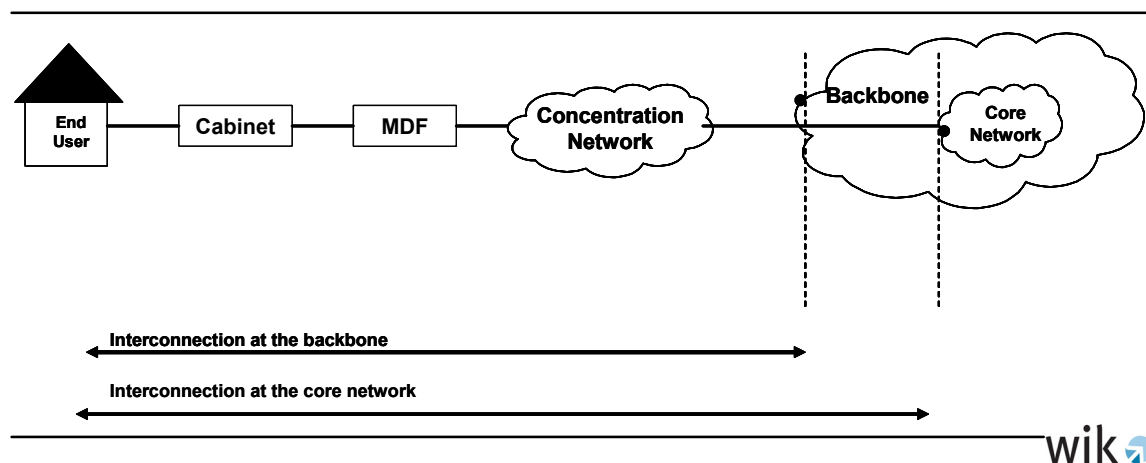 End
User
Cabinet
MDF
Concentration
Network
Backbone
Core
Network
Interconnection at the backbone
Interconnection at the core network
wik